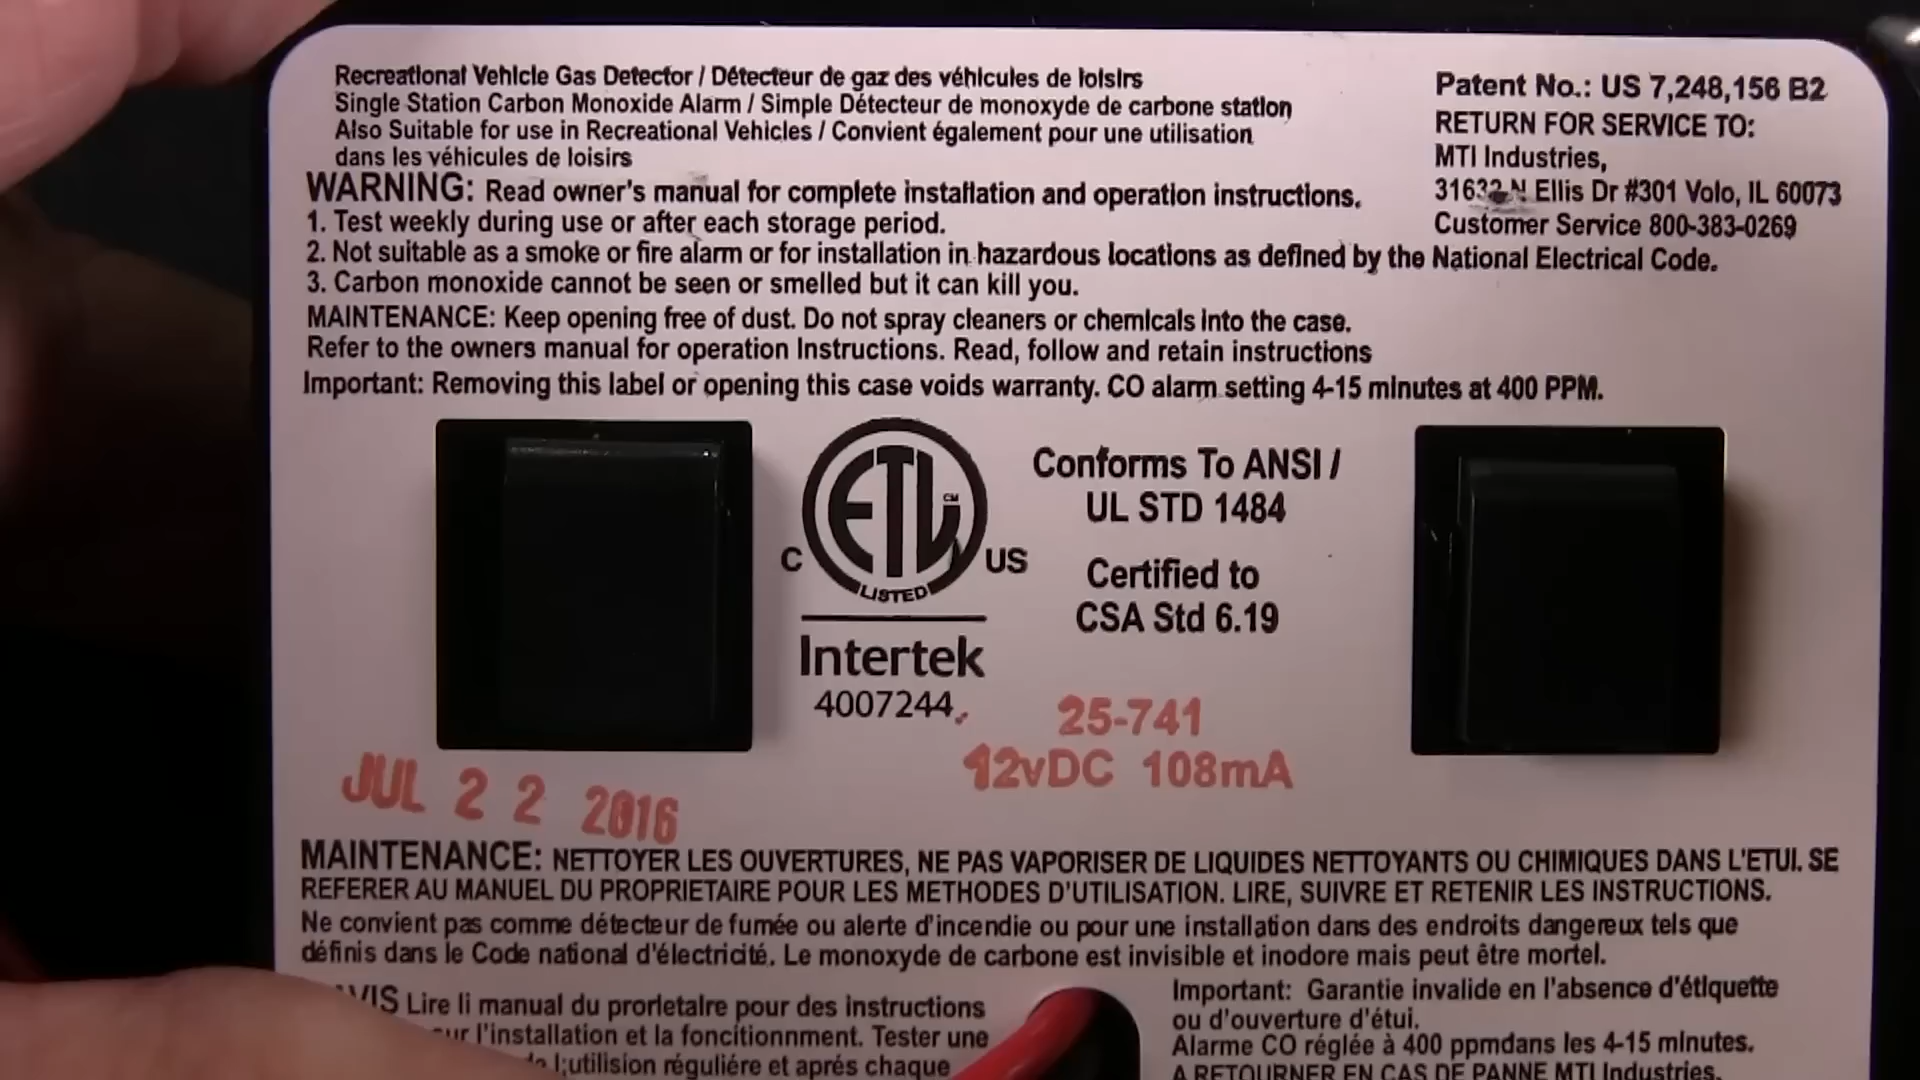 Recreational Vehicle Gas Detector / Détecteur de gaz des véhicules de loisirs
Single Station Carbon Monoxide Alarm / Simple Détecteur de monoxyde de carbone station
Also Suitable for use in Recreational Vehicles / Convient également pour une utilisation
dans les véhicules de loisirs
Patent No.: US 7,248,156 B2
RETURN FOR SERVICE TO:
MTI Industries,
31632 N Ellis Dr #301 Volo, IL 60073
Customer Service 800-383-0269
WARNING: Read owner's manual for complete installation and operation instructions.
1. Test weekly during use or after each storage period.
2. Not suitable as a smoke or fire alarm or for installation in hazardous locations as defined by the National Electrical Code.
3. Carbon monoxide cannot be seen or smelled but it can kill you.
MAINTENANCE: Keep opening free of dust. Do not spray cleaners or chemicals into the case.
Refer to the owners manual for operation Instructions. Read, follow and retain instructions
Important: Removing this label or opening this case voids warranty. CO alarm setting 4-15 minutes at 400 PPM.
ETL CM
C US
LISTED
Intertek
4007244
Conforms To ANSI /
UL STD 1484
Certified to
CSA Std 6.19
25-741
12vDC 108mA
JUL 22 2016
MAINTENANCE: NETTOYER LES OUVERTURES, NE PAS VAPORISER DE LIQUIDES NETTOYANTS OU CHIMIQUES DANS L'ETUI. SE
REFERER AU MANUEL DU PROPRIETAIRE POUR LES METHODES D'UTILISATION. LIRE, SUIVRE ET RETENIR LES INSTRUCTIONS.
Ne convient pas comme détecteur de fumée ou alerte d'incendie ou pour une installation dans des endroits dangereux tels que
définis dans le Code national d'électricité. Le monoxyde de carbone est invisible et inodore mais peut être mortel.
Lire li manual du prorletalre pour des instructions
l'installation et la foncitionnment. Tester une
l;utilision réguliére et aprés chaque
Important: Garantie invalide en l'absence d'étlquette
ou d'ouverture d'étui.
Alarme CO réglée à 400 ppmdans les 4-15 minutes.
A RETOURNER EN CAS DE PANNE MTI Industries.